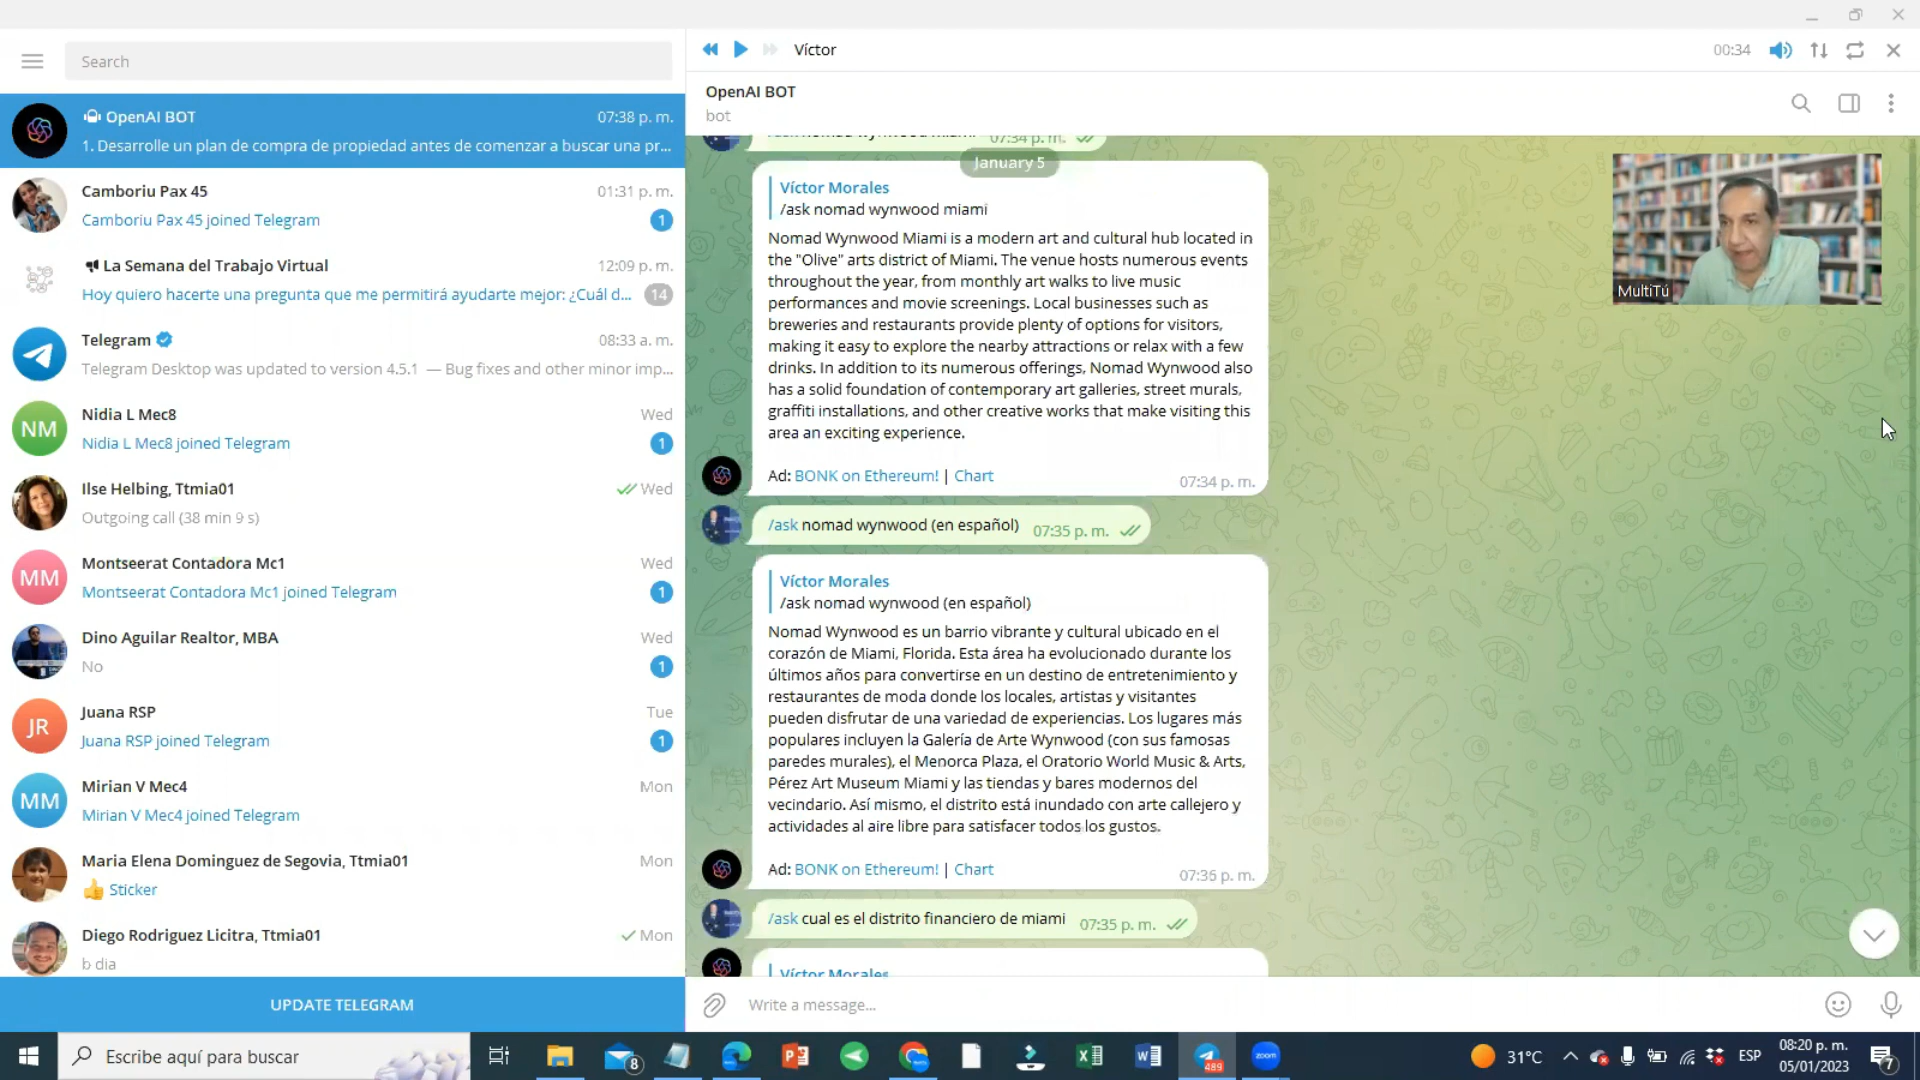 Search
OpenAI BOT
07:38 p. m.
1. Desarrolle un plan de compra de propiedad antes de comenzar a buscar una pr...
Camboriu Pax 45
01:31 p. m.
Camboriu Pax 45 joined Telegram
1
La Semana del Trabajo Virtual
12:09 p. m.
Hoy quiero hacerte una pregunta que me permitirá ayudarte mejor: ¿Cuál d...
14
Telegram
08:33 a. m.
Telegram Desktop was updated to version 4.5.1 — Bug fixes and other minor imp...
NM
Nidia L Mec8
Wed
Nidia L Mec8 joined Telegram
1
Ilse Helbing, Ttmia01
Wed
Outgoing call (38 min 9 s)
MM
Montseerat Contadora Mc1
Wed
Montseerat Contadora Mc1 joined Telegram
1
Dino Aguilar Realtor, MBA
Wed
No
1
JR
Juana RSP
Tue
Juana RSP joined Telegram
1
MM
Mirian V Mec4
Mon
Mirian V Mec4 joined Telegram
Maria Elena Dominguez de Segovia, Ttmia01
Mon
👍 Sticker
Diego Rodriguez Licitra, Ttmia01
Mon
b dia
UPDATE TELEGRAM
Víctor
00:34
OpenAI BOT
bot
07:34 p. m.
January 5
Víctor Morales
/ask nomad wynwood miami
Nomad Wynwood Miami is a modern art and cultural hub located in
the "Olive" arts district of Miami. The venue hosts numerous events
throughout the year, from monthly art walks to live music
performances and movie screenings. Local businesses such as
breweries and restaurants provide plenty of options for visitors,
making it easy to explore the nearby attractions or relax with a few
drinks. In addition to its numerous offerings, Nomad Wynwood also
has a solid foundation of contemporary art galleries, street murals,
graffiti installations, and other creative works that make visiting this
area an exciting experience.
Ad: BONK on Ethereum! | Chart
07:34 p. m.
/ask nomad wynwood (en español) 07:35 p. m.
Víctor Morales
/ask nomad wynwood (en español)
Nomad Wynwood es un barrio vibrante y cultural ubicado en el
corazón de Miami, Florida. Esta área ha evolucionado durante los
últimos años para convertirse en un destino de entretenimiento y
restaurantes de moda donde los locales, artistas y visitantes
pueden disfrutar de una variedad de experiencias. Los lugares más
populares incluyen la Galería de Arte Wynwood (con sus famosas
paredes murales), el Menorca Plaza, el Oratorio World Music & Arts,
Pérez Art Museum Miami y las tiendas y bares modernos del
vecindario. Así mismo, el distrito está inundado con arte callejero y
actividades al aire libre para satisfacer todos los gustos.
Ad: BONK on Ethereum! | Chart
07:36 p. m.
/ask cual es el distrito financiero de miami 07:35 p. m.
Víctor Morales
Write a message...
MultiTú
Escribe aquí para buscar
8
489
zoom
31°C
ESP
08:20 p. m.
05/01/2023
7